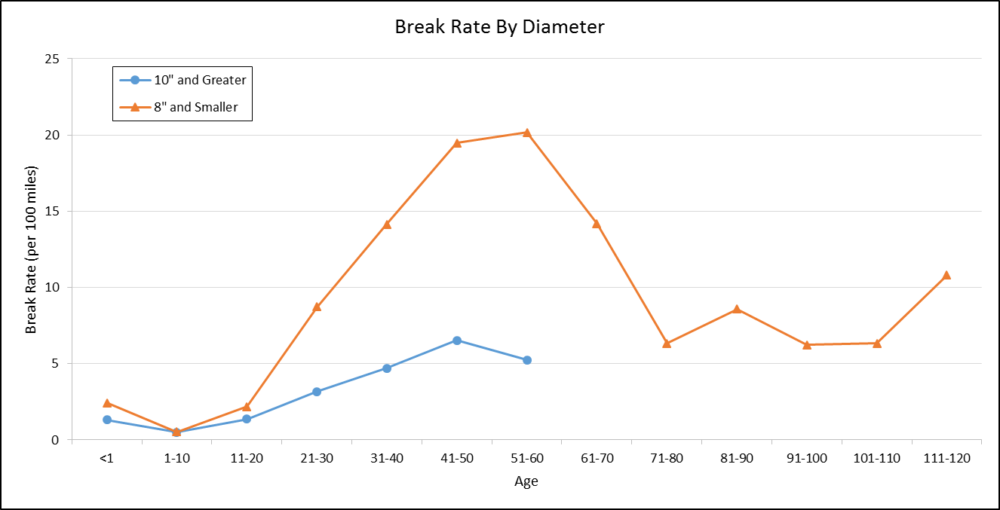 Break Rate By Diameter
25
10" and Greater
8" and Smaller
20
15
10
5
0
Break Rate (per 100 miles)
<1 1-10 11-20 21-30 31-40 41-50 51-60 61-70 71-80 81-90 91-100 101-110 111-120
Age